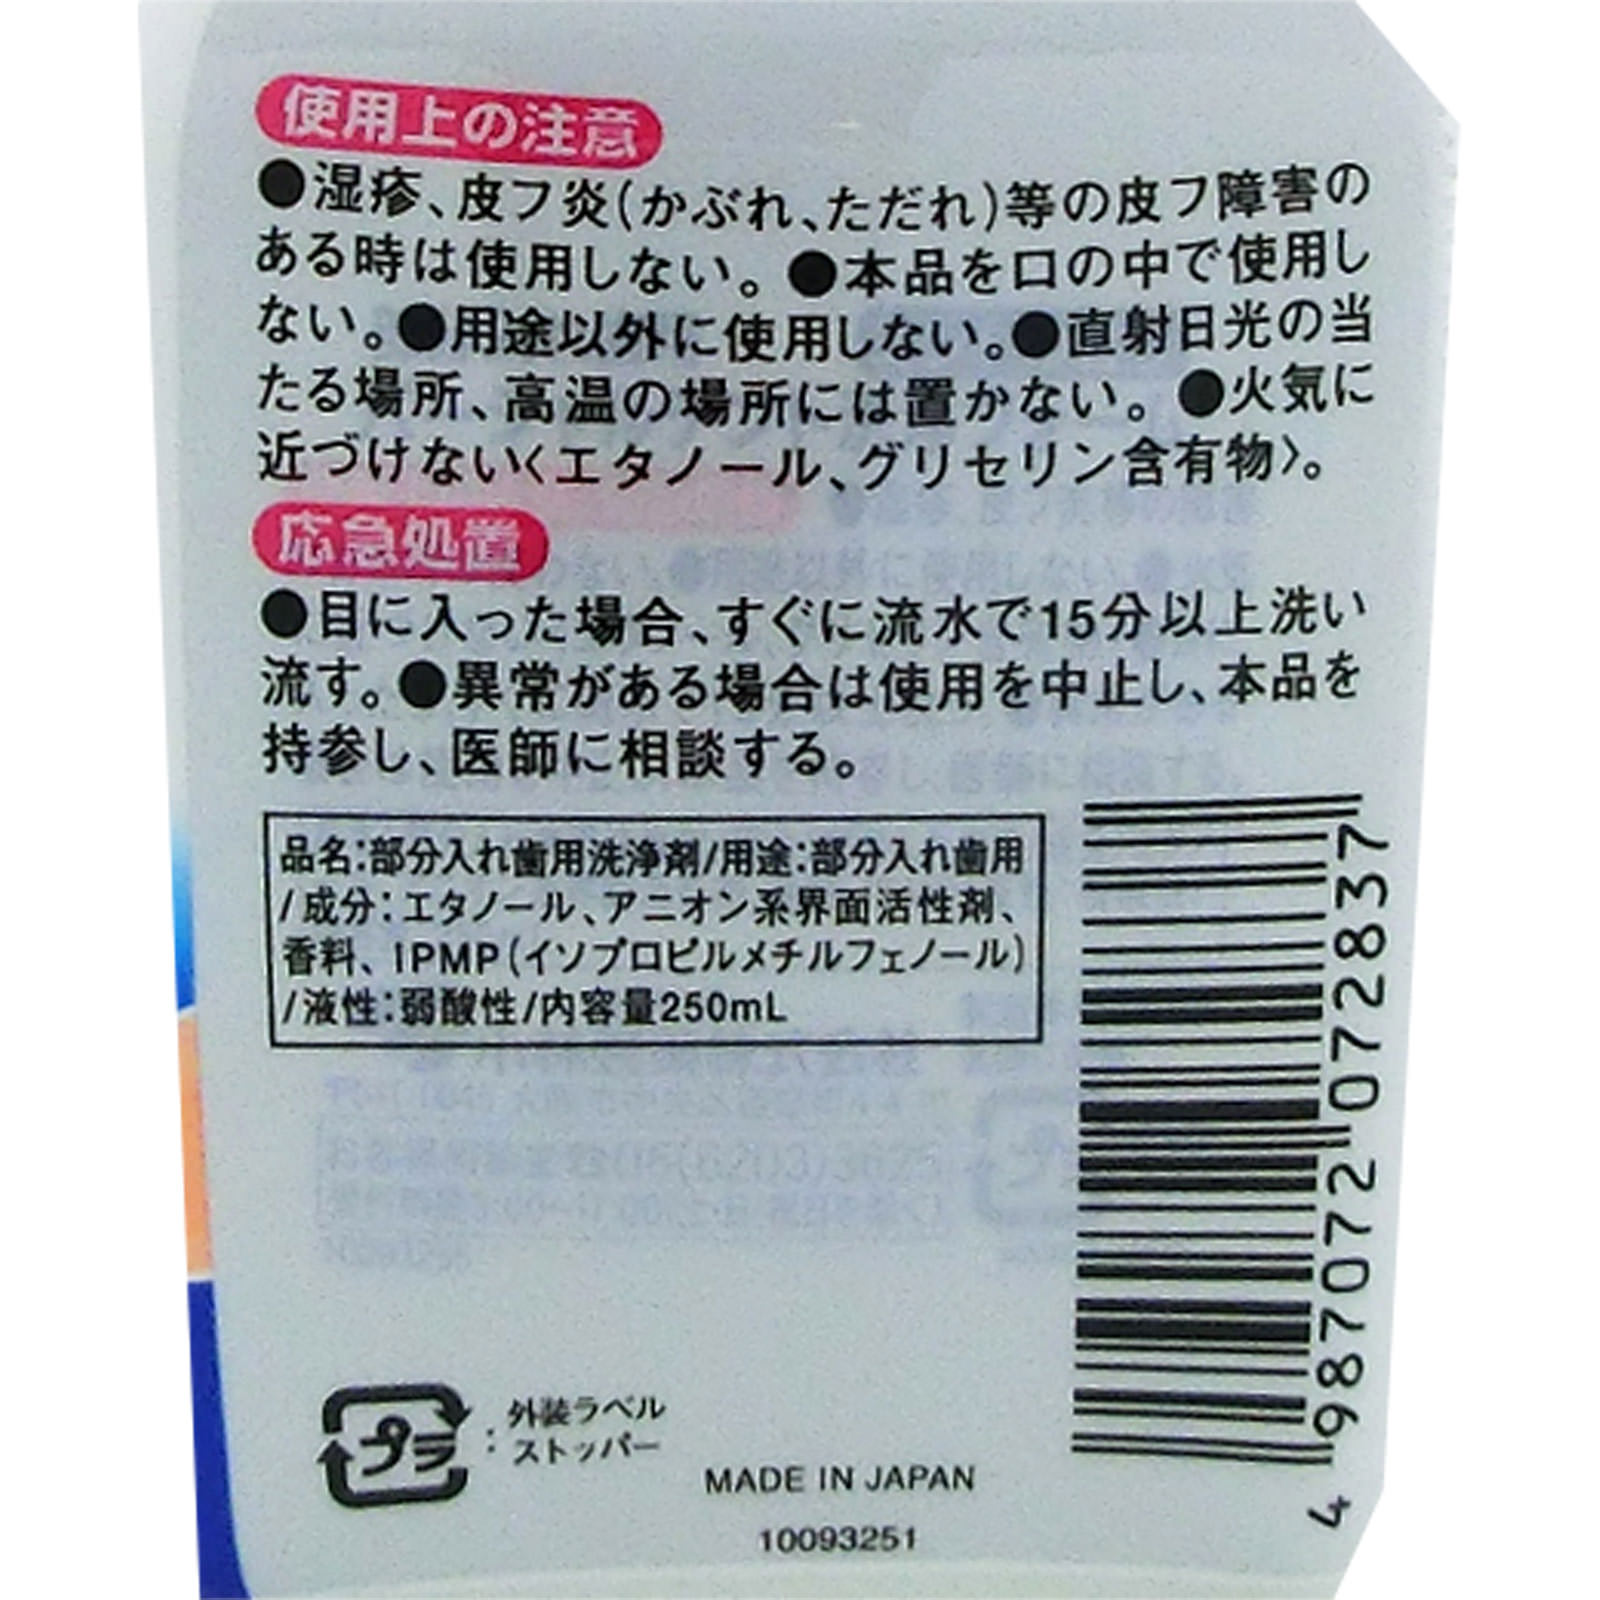 使用上の注意
●湿疹、皮フ炎(かぶれ、ただれ)等の皮フ障害の
ある時は使用しない。●本品を口の中で使用し
ない。●用途以外に使用しない。●直射日光の当
たる場所、高温の場所には置かない。●火気に
近づけない〈エタノール、グリセリン含有物〉。
応急処置
●目に入った場合、すぐに流水で15分以上洗い
流す。●異常がある場合は使用を中止し、本品を
持参し、医師に相談する。
品名:部分入れ歯用洗浄剤/用途:部分入れ歯用
/成分:エタノール、アニオン系界面活性剤、
香料、IPMP(イソプロピルメチルフェノール)
/液性:弱酸性/内容量250mL
4 987072 072837
プラ
: 外装ラベル
ストッパー
MADE IN JAPAN
10093251